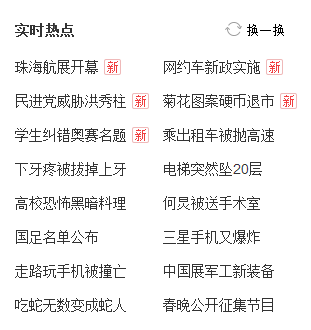 实时热点 换一换
珠海航展开幕 新 网约车新政实施 新
民进党威胁洪秀柱 新 菊花图案硬币退市 新
学生纠错奥赛名题 新 乘出租车被抛高速
下牙疼被拔掉上牙 电梯突然坠20层
高校恐怖黑暗料理 何炅被送手术室
国足名单公布 三星手机又爆炸
走路玩手机被撞亡 中国展军工新装备
吃蛇无数变成蛇人 春晚公开征集节目